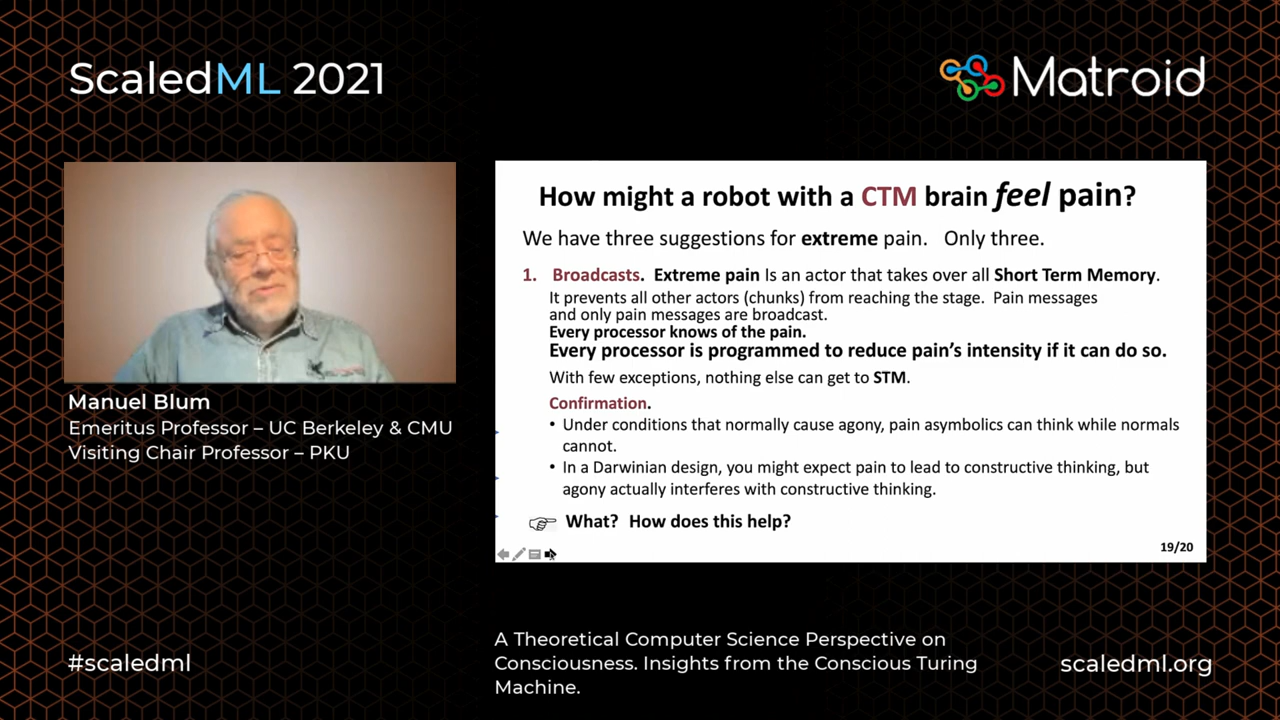 ScaledML 2021
Matroid
How might a robot with a CTM brain feel pain?
We have three suggestions for extreme pain. Only three.
1. Broadcasts. Extreme pain Is an actor that takes over all Short Term Memory.
It prevents all other actors (chunks) from reaching the stage. Pain messages
and only pain messages are broadcast.
Every processor knows of the pain.
Every processor is programmed to reduce pain's intensity if it can do so.
With few exceptions, nothing else can get to STM.
Confirmation.
• Under conditions that normally cause agony, pain asymbolics can think while normals
cannot.
• In a Darwinian design, you might expect pain to lead to constructive thinking, but
agony actually interferes with constructive thinking.
☞ What? How does this help?
19/20
Manuel Blum
Emeritus Professor – UC Berkeley & CMU
Visiting Chair Professor – PKU
#scaledml
A Theoretical Computer Science Perspective on
Consciousness. Insights from the Conscious Turing
Machine.
scaledml.org